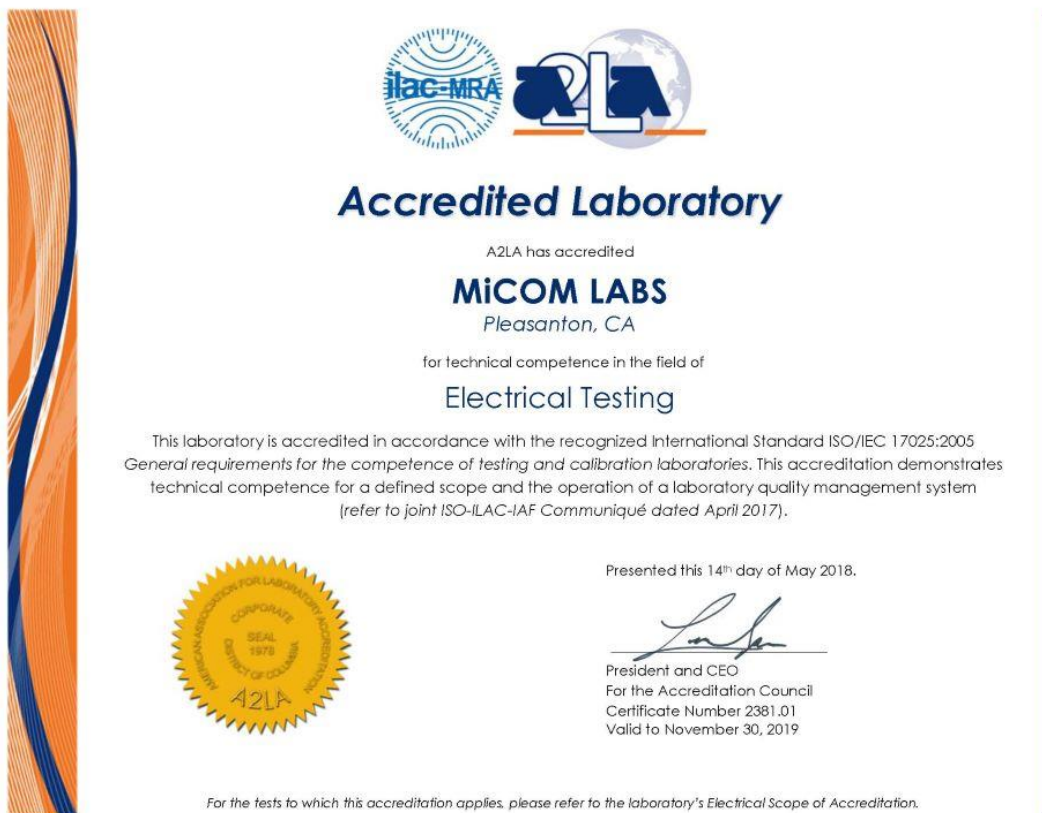 ilac-MRA
A2LA
Accredited Laboratory
A2LA has accredited
MiCOM LABS
Pleasanton, CA
for technical competence in the field of
Electrical Testing
This laboratory is accredited in accordance with the recognized International Standard ISO/IEC 17025:2005
General requirements for the competence of testing and calibration laboratories. This accreditation demonstrates
technical competence for a defined scope and the operation of a laboratory quality management system
(refer to joint ISO-ILAC-IAF Communiqué dated April 2017).
AMERICAN ASSOCIATION FOR LABORATORY ACCREDITATION
CORPORATE
SEAL
1978
DISTRICT OF COLUMBIA
A2LA
Presented this 14th day of May 2018.
President and CEO
For the Accreditation Council
Certificate Number 2381.01
Valid to November 30, 2019
For the tests to which this accreditation applies, please refer to the laboratory's Electrical Scope of Accreditation.